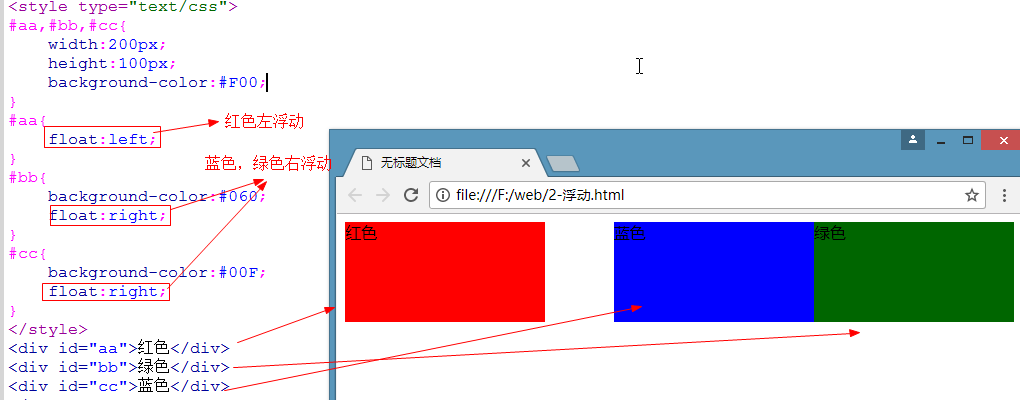 <style type="text/css">
#aa,#bb,#cc{
width:200px;
height:100px;
background-color:#F00;
}
#aa{
float:left;
红色左浮动
}
蓝色，绿色右浮动
#bb{
background-color:#060;
float:right;
}
#cc{
background-color:#00F;
float:right;
}
</style>
<div id="aa">红色</div>
<div id="bb">绿色</div>
<div id="cc">蓝色</div>
无标题文档
file:///F:/web/2-浮动.html
红色
蓝色
绿色